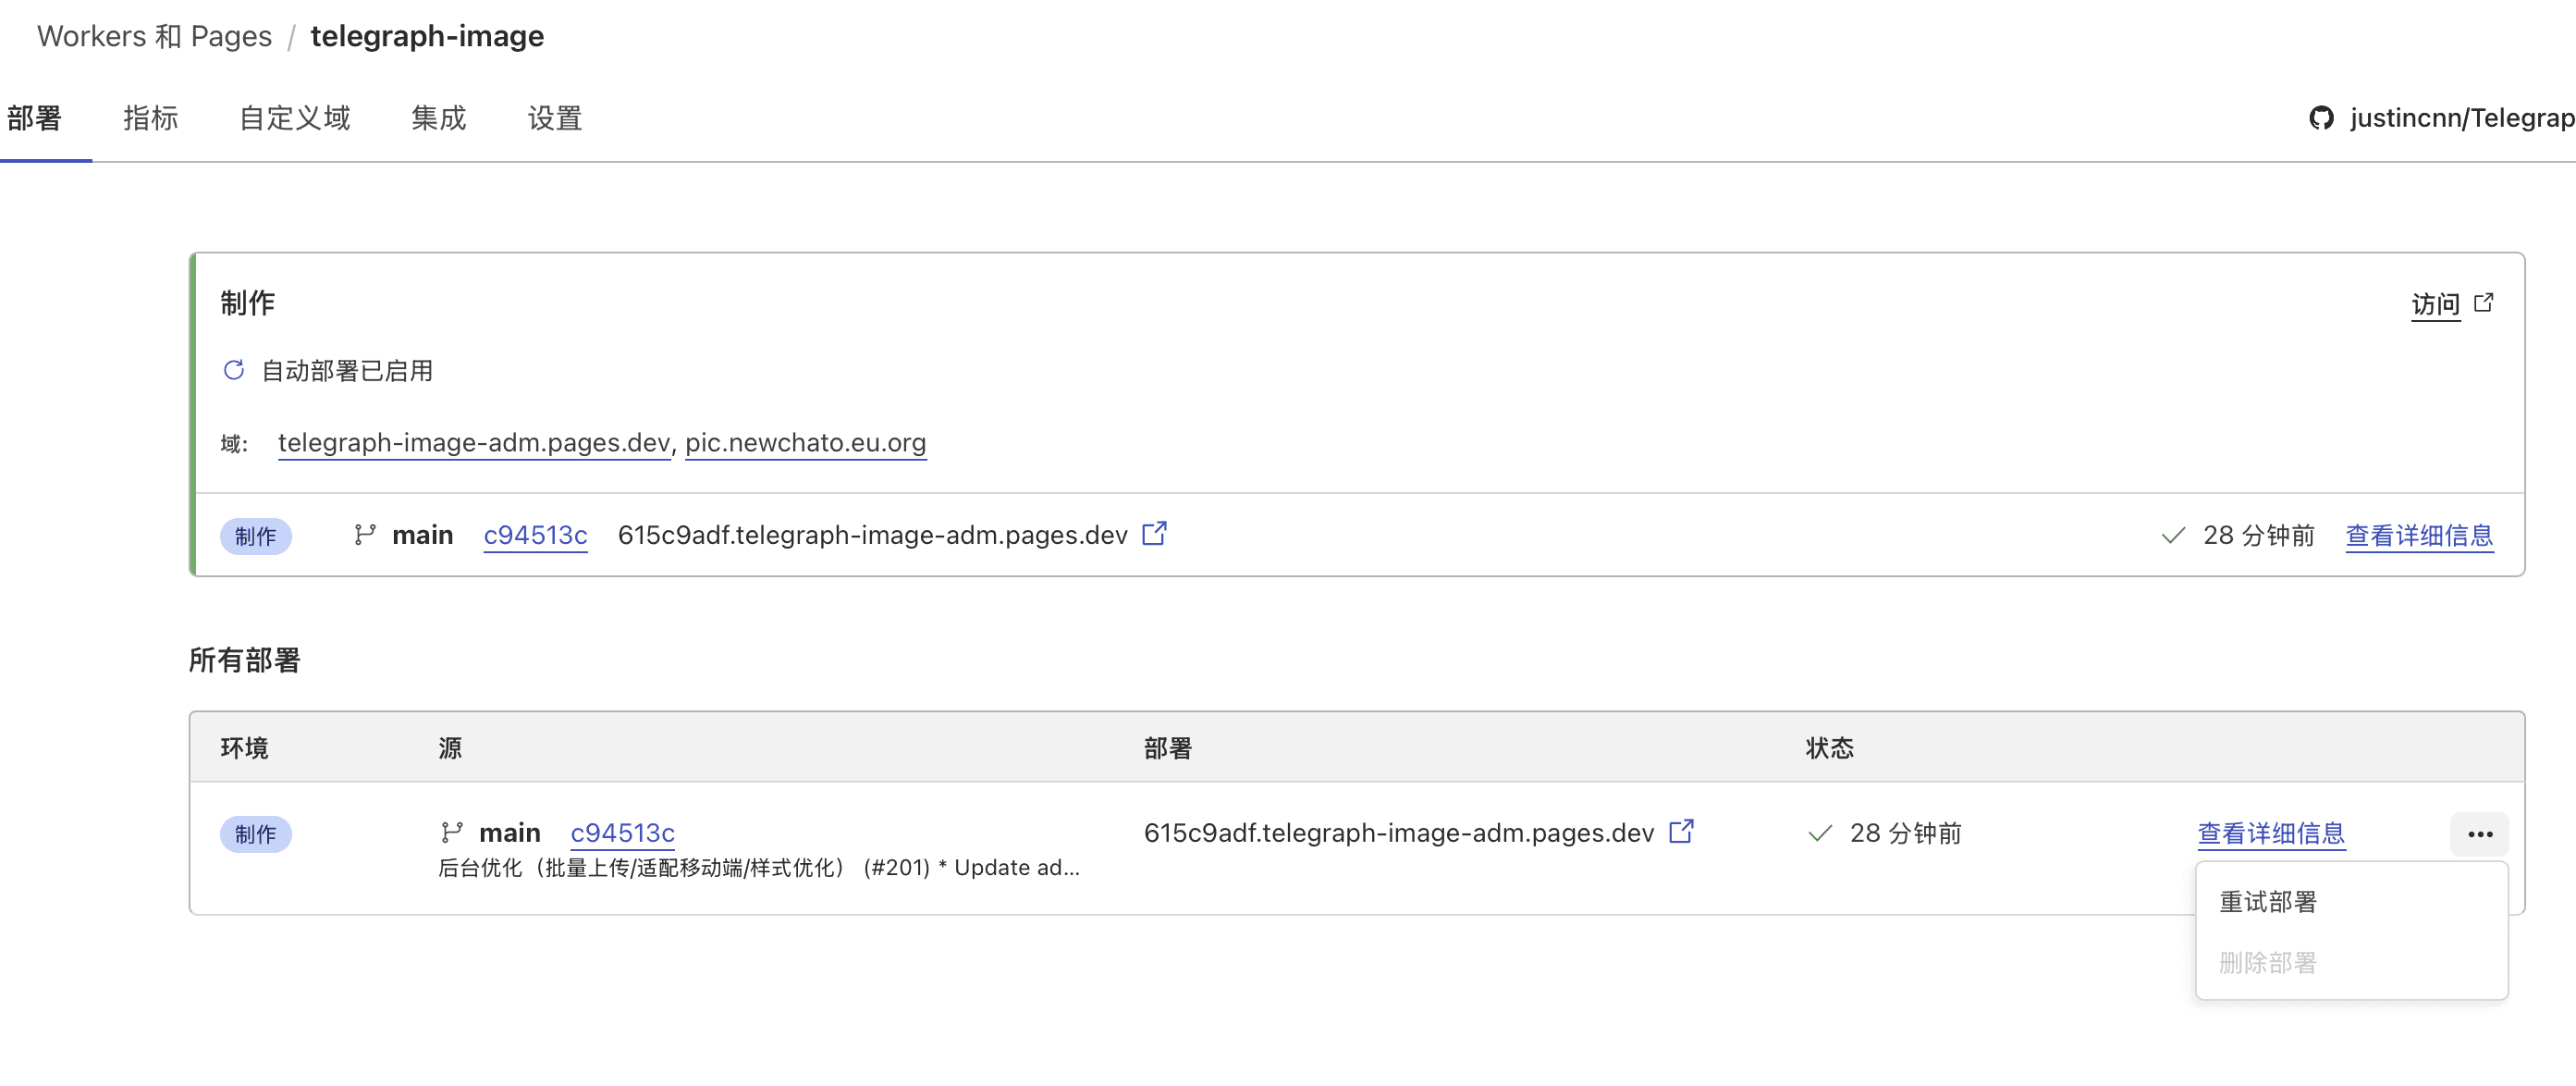 Workers 和 Pages / telegraph-image
部署 指标 自定义域 集成 设置 justincnn/Telegrap
制作 访问
自动部署已启用
域: telegraph-image-adm.pages.dev, pic.newchato.eu.org
制作 main c94513c 615c9adf.telegraph-image-adm.pages.dev 28 分钟前 查看详细信息
所有部署
环境 源 部署 状态
制作 main c94513c 615c9adf.telegraph-image-adm.pages.dev 28 分钟前 查看详细信息 •••
后台优化（批量上传/适配移动端/样式优化） (#201) * Update ad...
重试部署
删除部署